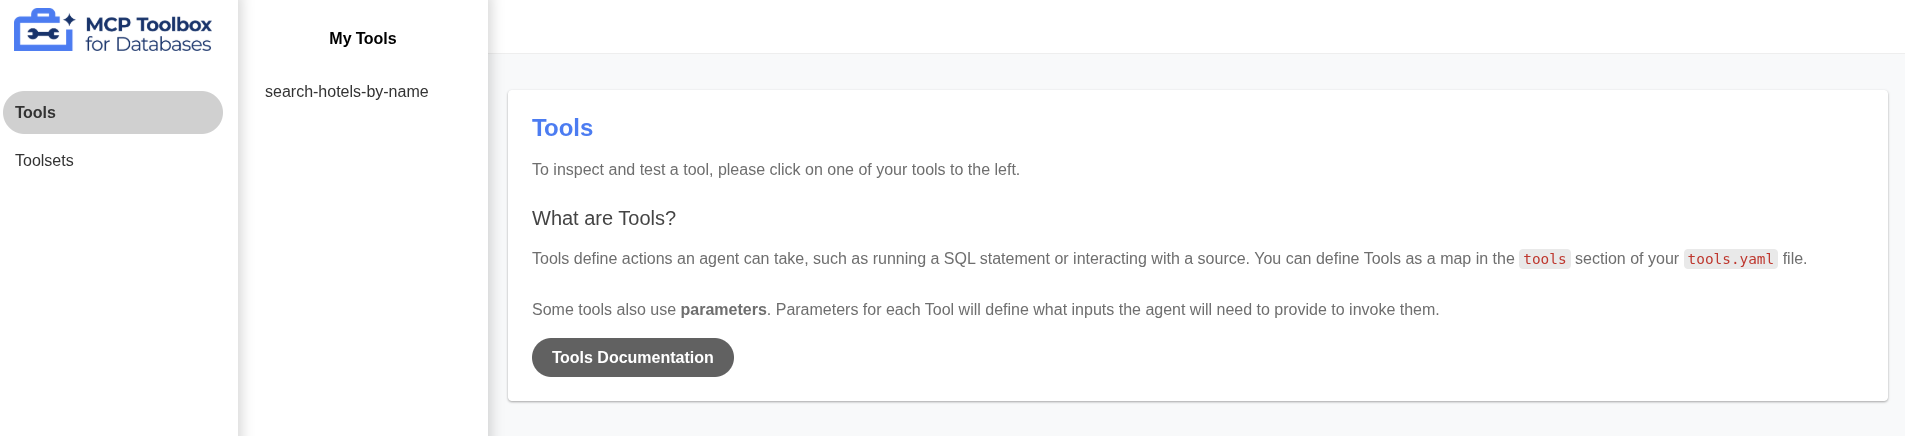 MCP Toolbox
for Databases
Tools
Toolsets
My Tools
search-hotels-by-name
Tools
To inspect and test a tool, please click on one of your tools to the left.
What are Tools?
Tools define actions an agent can take, such as running a SQL statement or interacting with a source. You can define Tools as a map in the tools section of your tools.yaml file.
Some tools also use parameters. Parameters for each Tool will define what inputs the agent will need to provide to invoke them.
Tools Documentation